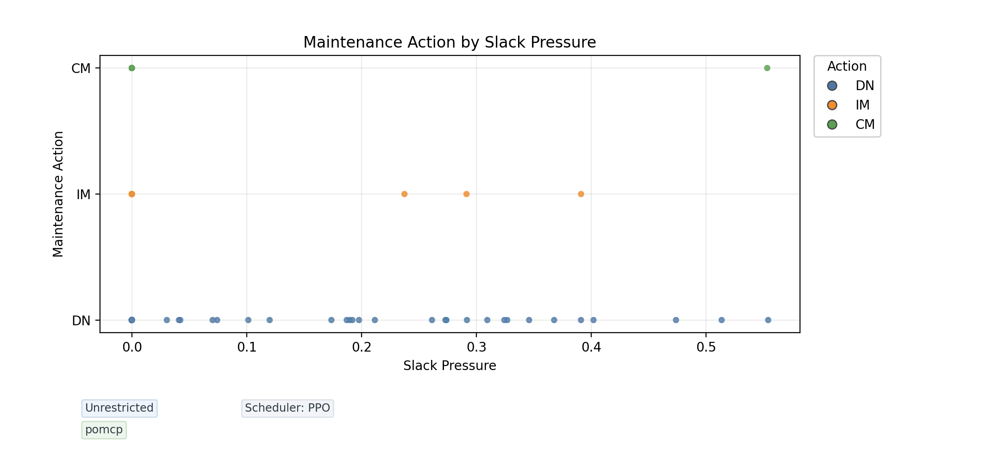 Maintenance Action by Slack Pressure
Maintenance Action
CM
IM
DN
0.0 0.1 0.2 0.3 0.4 0.5
Slack Pressure
Action
DN
IM
CM
Unrestricted
Scheduler: PPO
pomcp